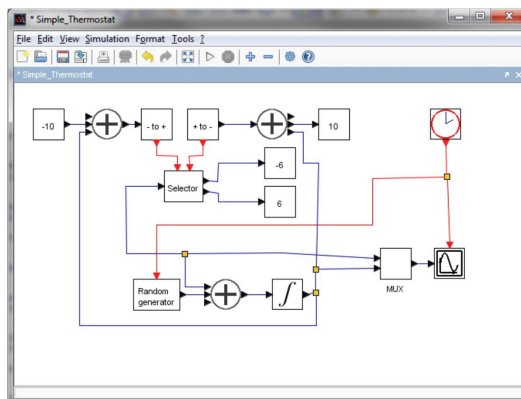 * Simple_Thermostat
File Edit View Simulation Format Tools ?
* Simple_Thermostat
-10
- to +
+ to -
10
Selector
-6
6
Random
generator
∫
MUX